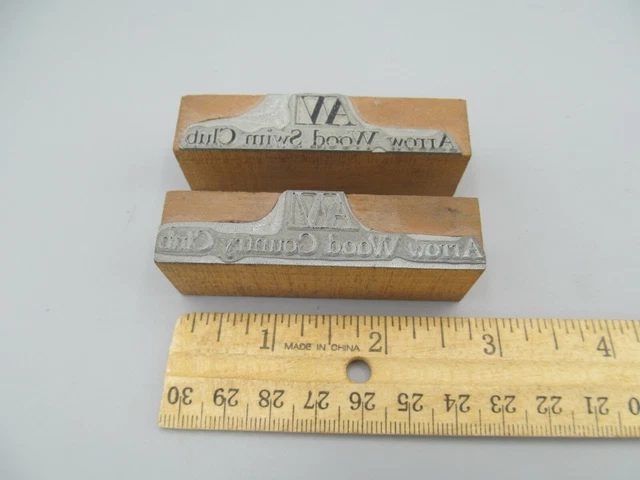 AW
Arrow Wood Swim Club
AW
Arrow Wood Country Club
1 2 3 4
MADE IN CHINA
30 29 28 27 26 25 24 23 22 21 20